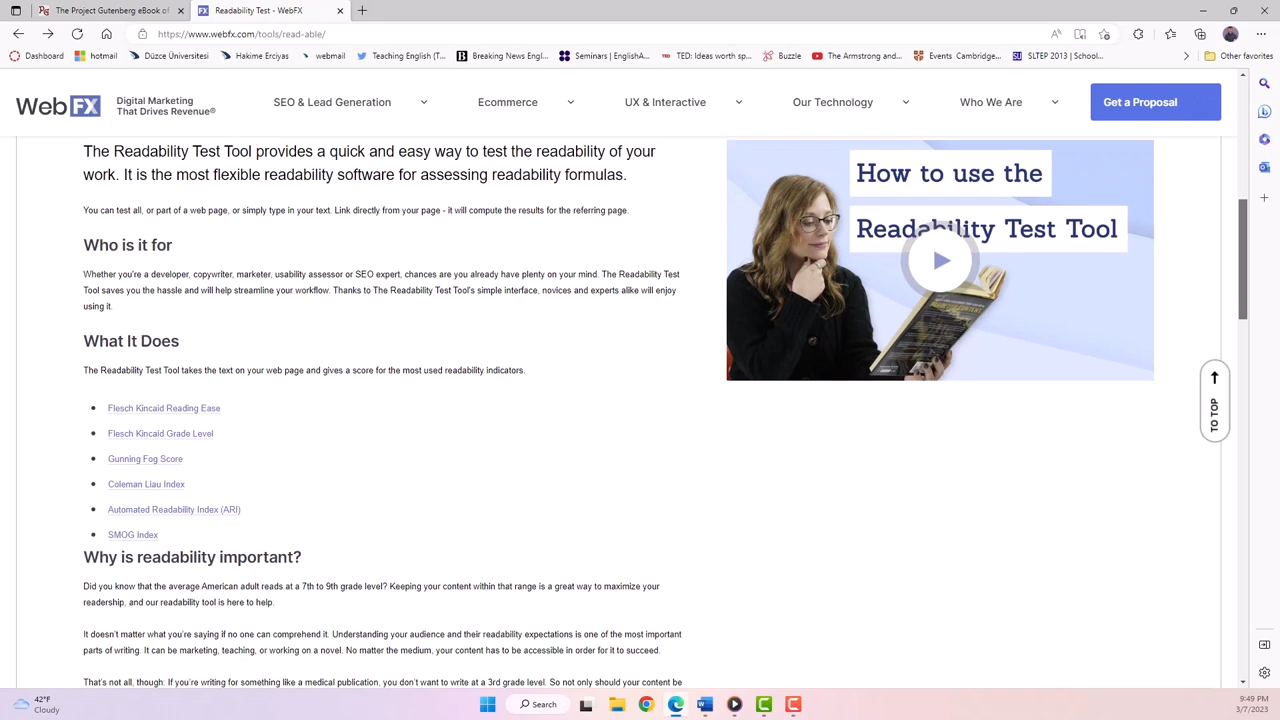 The Project Gutenberg eBook of
Readability Test - WebFX
https://www.webfx.com/tools/read-able/
Dashboard
hotmail
Düzce Üniversitesi
Hakime Erciyas
webmail
Teaching English (T...
Breaking News Engl...
Seminars | EnglishA...
TED: Ideas worth sp...
Buzzle
The Armstrong and...
Events Cambridge...
SLTEP 2013 | School...
Other favorites
WebFX
Digital Marketing
That Drives Revenue®
SEO & Lead Generation
Ecommerce
UX & Interactive
Our Technology
Who We Are
Get a Proposal
The Readability Test Tool provides a quick and easy way to test the readability of your
work. It is the most flexible readability software for assessing readability formulas.
You can test all, or part of a web page, or simply type in your text. Link directly from your page - it will compute the results for the referring page.
Who is it for
Whether you're a developer, copywriter, marketer, usability assessor or SEO expert, chances are you already have plenty on your mind. The Readability Test
Tool saves you the hassle and will help streamline your workflow. Thanks to The Readability Test Tool's simple interface, novices and experts alike will enjoy
using it.
What It Does
The Readability Test Tool takes the text on your web page and gives a score for the most used readability indicators.
Flesch Kincaid Reading Ease
Flesch Kincaid Grade Level
Gunning Fog Score
Coleman Liau Index
Automated Readability Index (ARI)
SMOG Index
Why is readability important?
Did you know that the average American adult reads at a 7th to 9th grade level? Keeping your content within that range is a great way to maximize your
readership, and our readability tool is here to help.
It doesn't matter what you're saying if no one can comprehend it. Understanding your audience and their readability expectations is one of the most important
parts of writing. It can be marketing, teaching, or working on a novel. No matter the medium, your content has to be accessible in order for it to succeed.
That's not all, though: If you're writing for something like a medical publication, you don't want to write at a 3rd grade level. So not only should your content be
How to use the
Readability Test Tool
TO TOP
42°F
Cloudy
Search
9:49 PM
3/7/2023